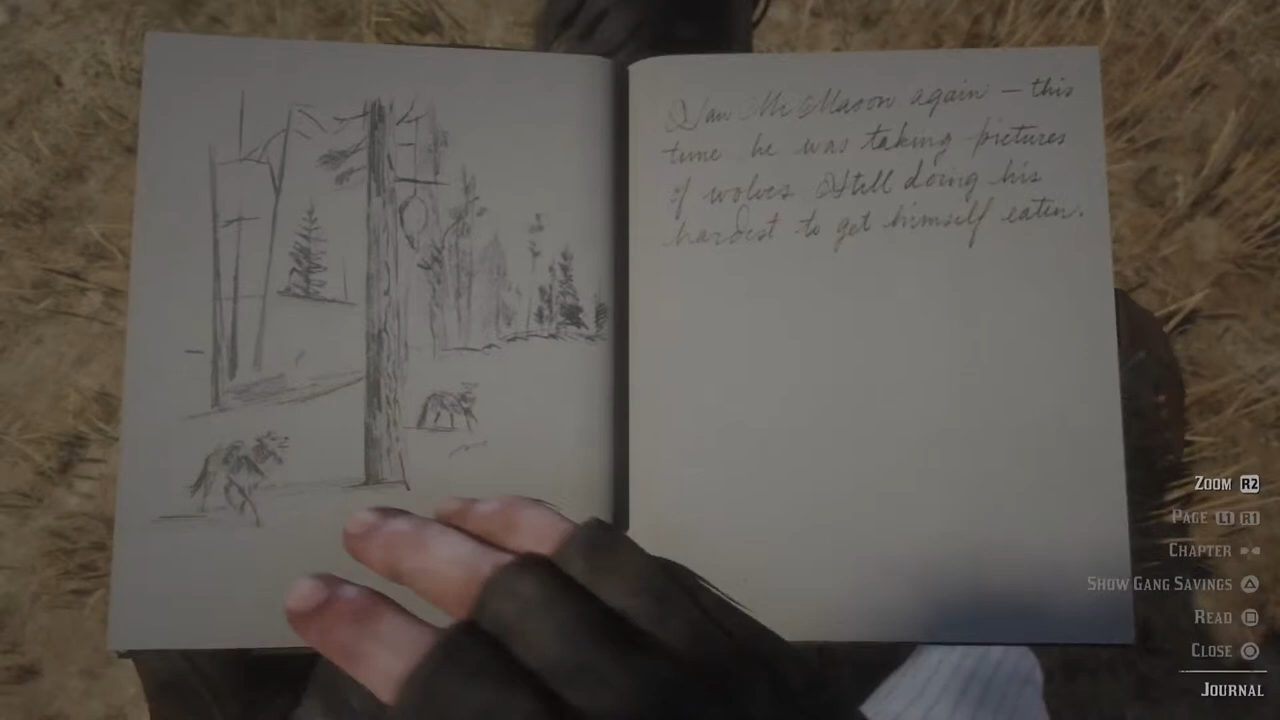 Saw Mr Mason again – this
time he was taking pictures
of wolves. Still doing his
hardest to get himself eaten.
ZOOM R2
PAGE L1 R1
CHAPTER
SHOW GANG SAVINGS
READ
CLOSE
JOURNAL